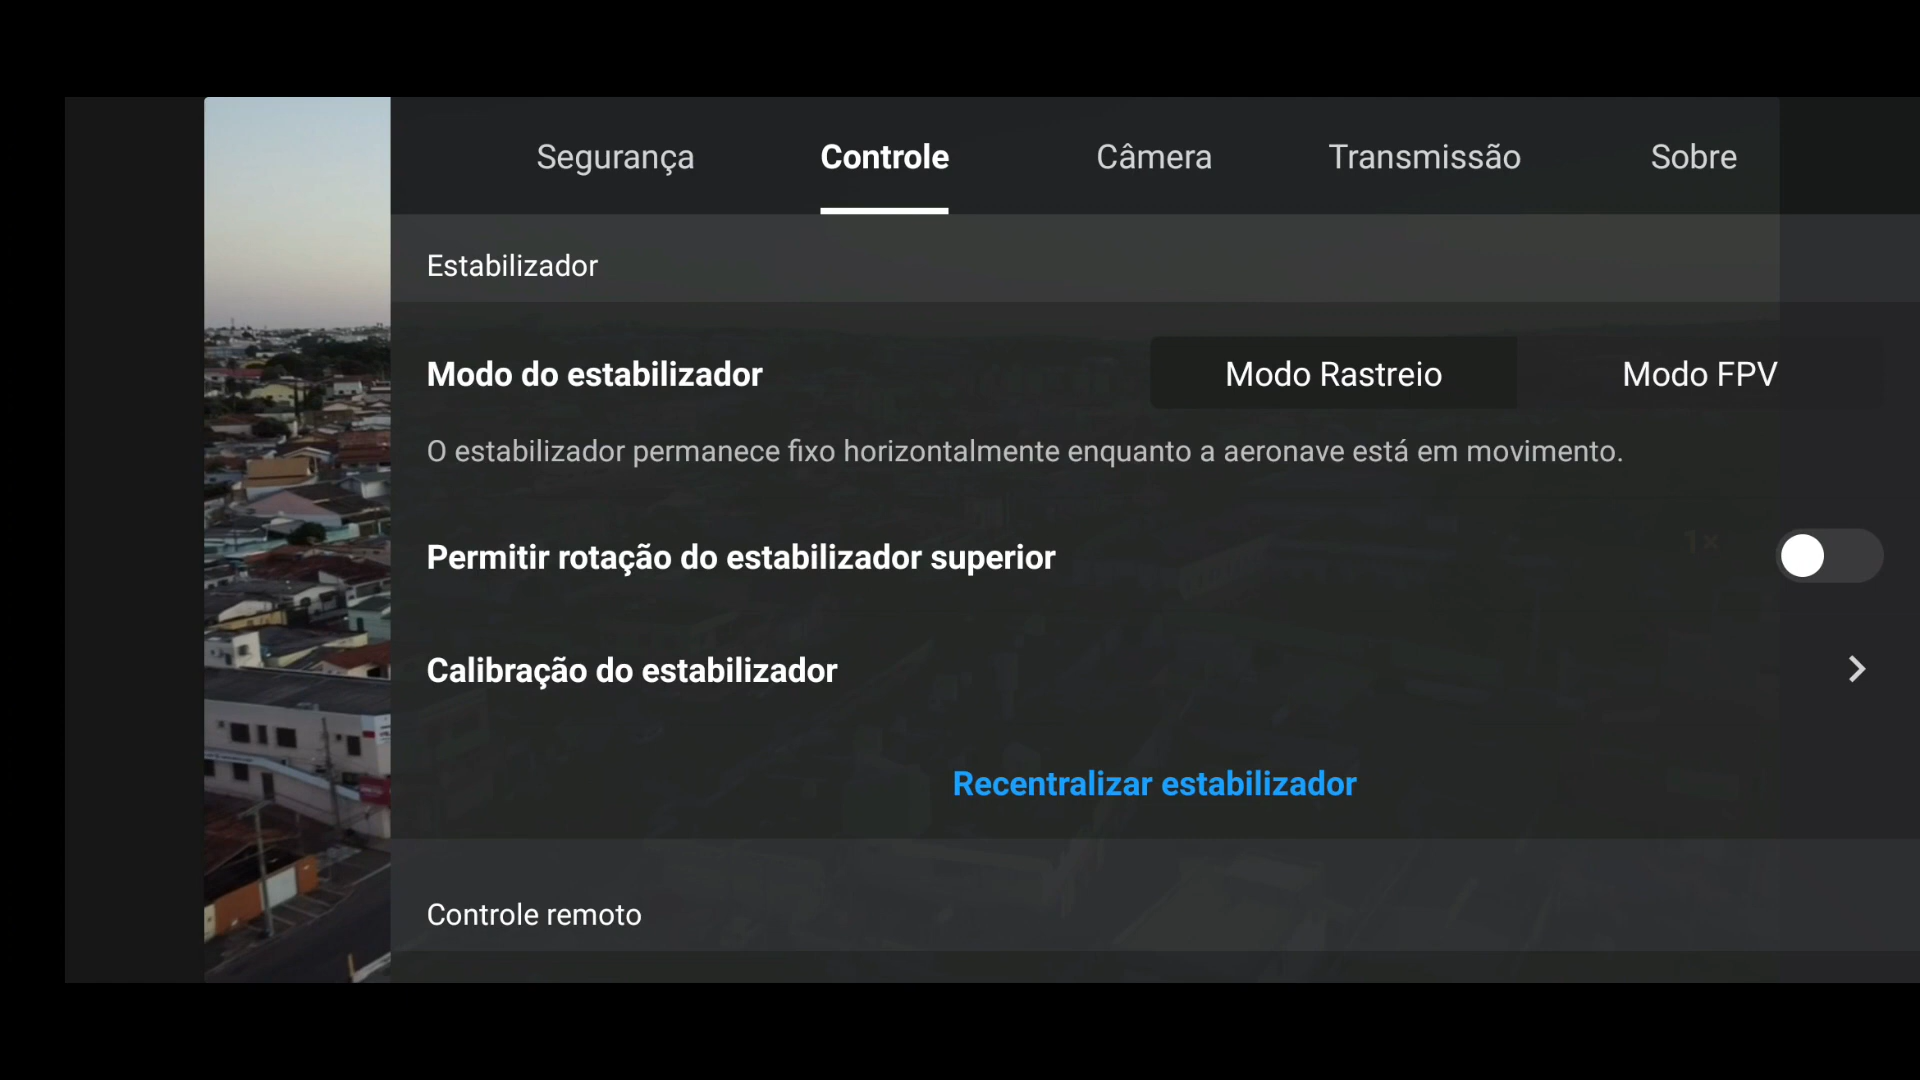 Segurança Controle Câmera Transmissão Sobre
Estabilizador
Modo do estabilizador Modo Rastreio Modo FPV
O estabilizador permanece fixo horizontalmente enquanto a aeronave está em movimento.
1×
Permitir rotação do estabilizador superior
Calibração do estabilizador
Recentralizar estabilizador
Controle remoto